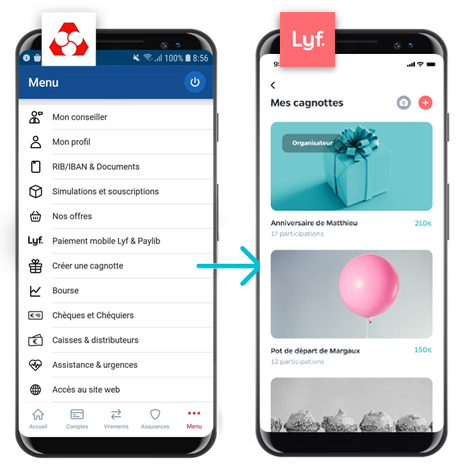 100% 8:56
Menu
Mon conseiller
Mon profil
RIB/IBAN & Documents
Simulations et souscriptions
Nos offres
Lyf. Paiement mobile Lyf & Paylib
Créer une cagnotte
Bourse
Chèques et Chéquiers
Caisses & distributeurs
Assistance & urgences
Accès au site web
Accueil Comptes Virements Assurances Menu
Lyf.
Mes cagnottes
Organisateur
Anniversaire de Matthieu 210€
17 participations
Pot de départ de Margaux 150€
12 participations